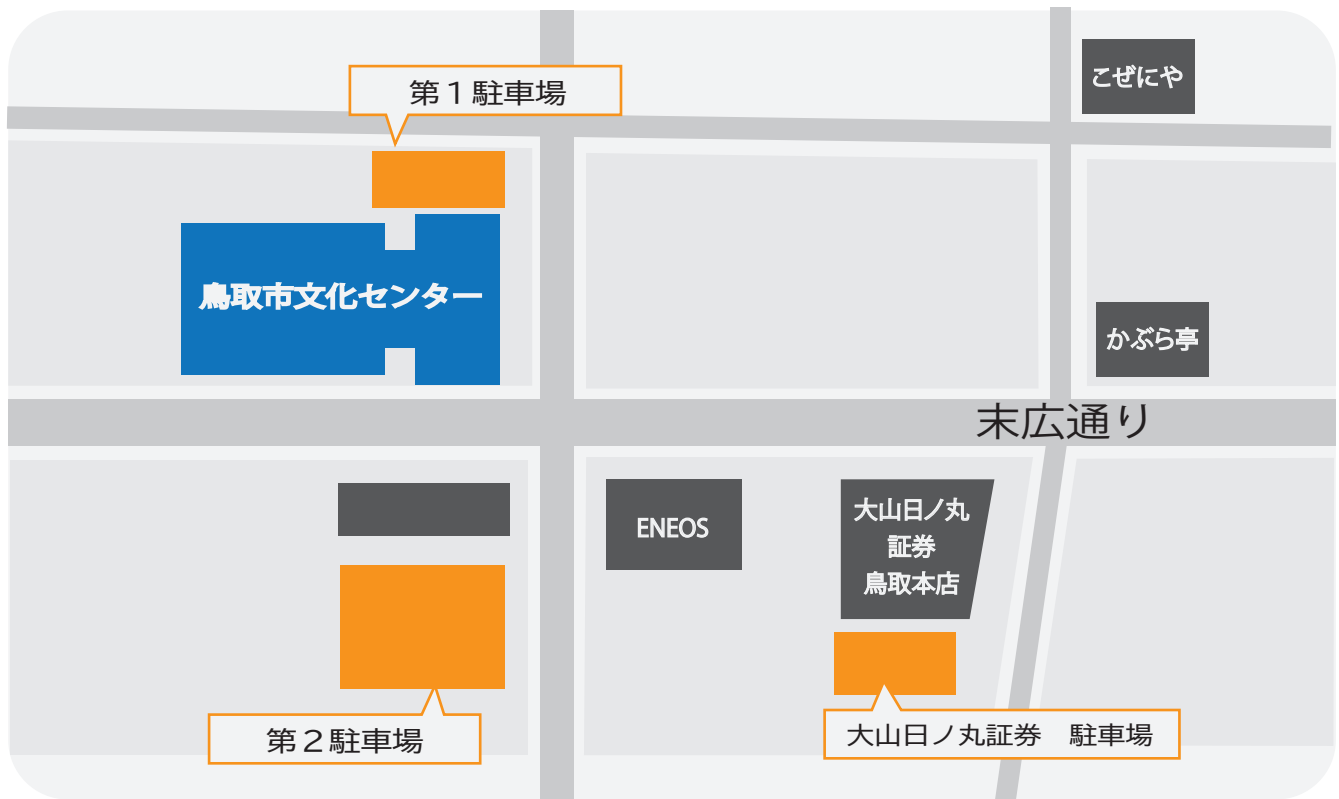 こぜにや
第1駐車場
鳥取市文化センター
かぶら亭
末広通り
ENEOS
大山日ノ丸
証券
鳥取本店
第2駐車場
大山日ノ丸証券　駐車場